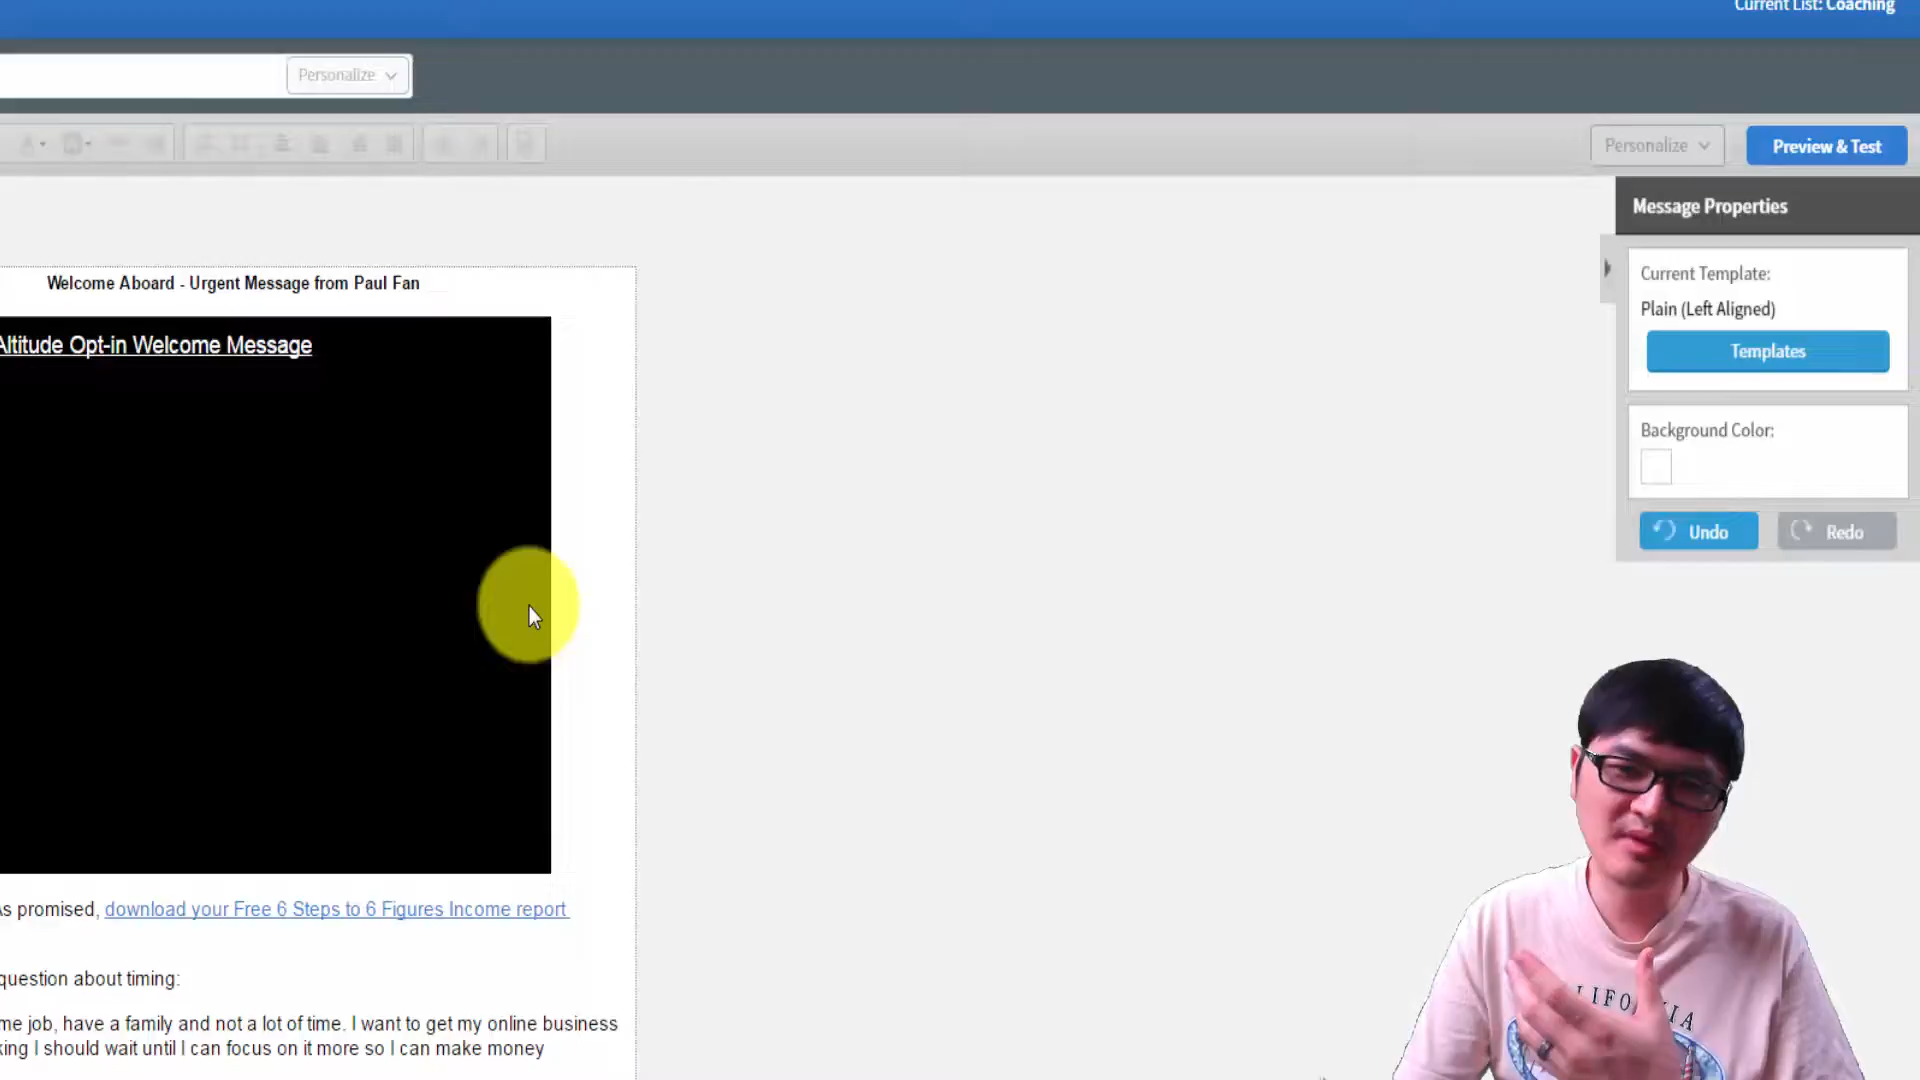 Current List: Coaching
Personalize
Personalize
Preview & Test
Message Properties
Current Template:
Plain (Left Aligned)
Templates
Background Color:
Undo
Redo
Welcome Aboard - Urgent Message from Paul Fan
Altitude Opt-in Welcome Message
As promised, download your Free 6 Steps to 6 Figures Income report
question about timing:
me job, have a family and not a lot of time. I want to get my online business
king I should wait until I can focus on it more so I can make money
LIFO IA